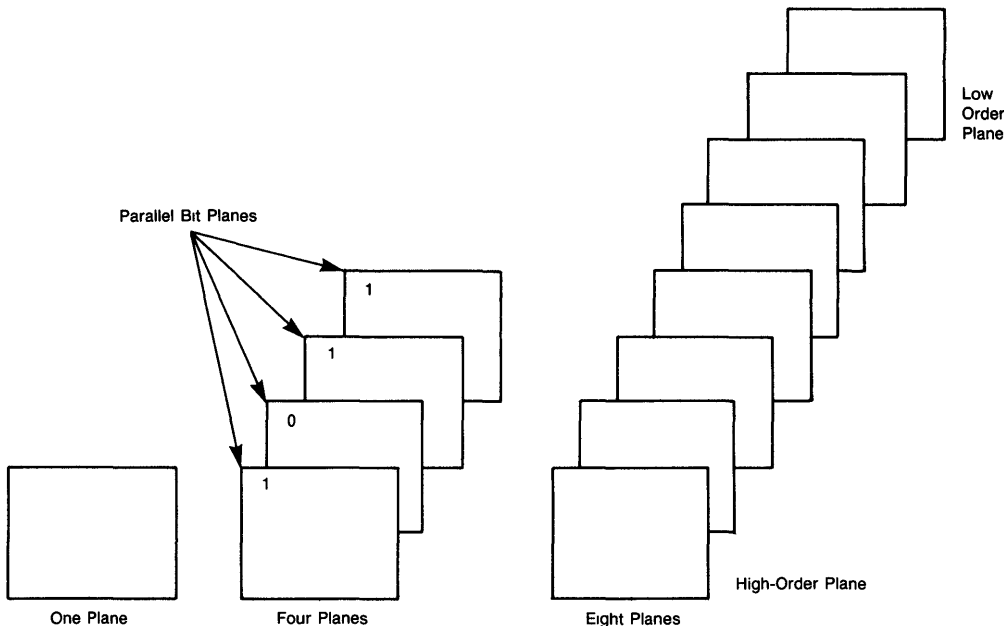 Low
Order
Plane
Parallel Bit Planes
1
1
0
1
High-Order Plane
One Plane
Four Planes
Eight Planes